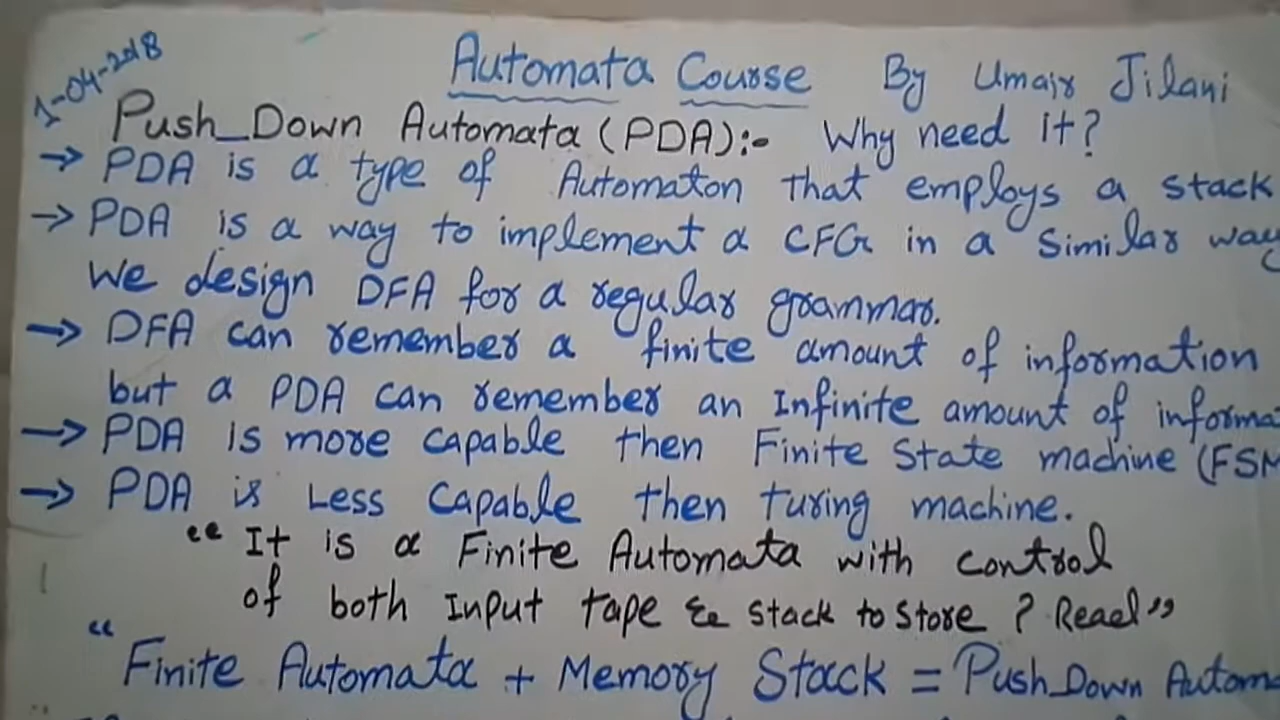 1-04-2018
Automata Course By Umair Jilani
Push_Down Automata (PDA):- Why need it?
→ PDA is a type of Automaton that employs a stack
→ PDA is a way to implement a CFG in a similar way
We design DFA for a regular grammar.
→ DFA can remember a finite amount of information
but a PDA can remember an Infinite amount of informa
→ PDA is more capable then Finite State machine (FSM
→ PDA is Less Capable then turing machine.
“ It is a Finite Automata with control
of both Input tape & stack to store ? Read”
“ Finite Automata + Memory Stack = Push_Down Automa